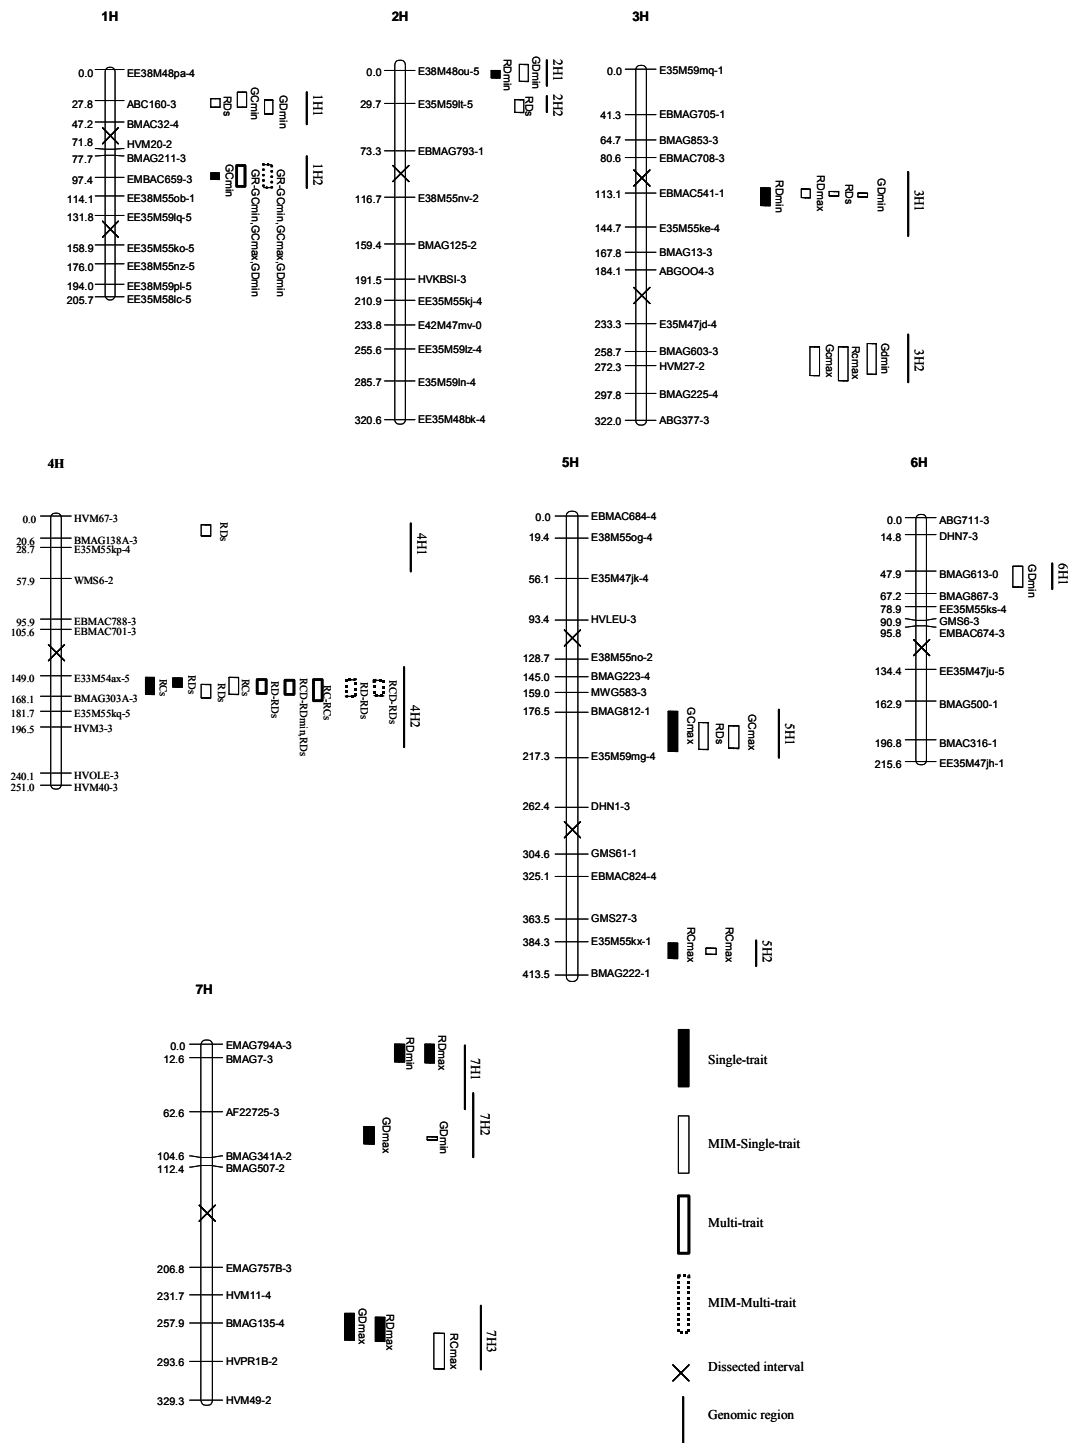 1H
0.0 EE38M48pa-4
27.8 ABC160-3
47.2 BMAC32-4
71.8 HVM20-2
77.7 BMAG211-3
97.4 EMBAC659-3
114.1 EE38M55ob-1
131.8 EE35M59lq-5
158.9 EE35M55ko-5
176.0 EE38M55nz-5
194.0 EE38M59pl-5
205.7 EE35M58lc-5
RDs
GCmin
GDmin
1H1
GCmin
GR-GCmin,GCmax,GDmin
GR-GCmin,GCmax,GDmin
1H2
2H
0.0 E38M48ou-5
29.7 E35M59lt-5
73.3 EBMAG793-1
116.7 E38M55nv-2
159.4 BMAG125-2
191.5 HVKBSI-3
210.9 EE35M55kj-4
233.8 E42M47mv-0
255.6 EE35M59lz-4
285.7 E35M59ln-4
320.6 EE35M48bk-4
RDmin
GDmin
2H1
RDs
2H2
3H
0.0 E35M59mq-1
41.3 EBMAG705-1
64.7 BMAG853-3
80.6 EBMAC708-3
113.1 EBMAC541-1
144.7 E35M55ke-4
167.8 BMAG13-3
184.1 ABGOO4-3
233.3 E35M47jd-4
258.7 BMAG603-3
272.3 HVM27-2
297.8 BMAG225-4
322.0 ABG377-3
RDmin
RDmax
RDs
GDmin
3H1
Gcmax
Rcmax
Gdmin
3H2
4H
0.0 HVM67-3
20.6 BMAG138A-3
28.7 E35M55kp-4
57.9 WMS6-2
95.9 EBMAC788-3
105.6 EBMAC701-3
149.0 E33M54ax-5
168.1 BMAG303A-3
181.7 E35M55kq-5
196.5 HVM3-3
240.1 HVOLE-3
251.0 HVM40-3
RDs
4H1
RCs
RDs
RDs
RCs
RD-RDs
RCD-RDmin,RDs
RC-RCs
RD-RDs
RCD-RDs
4H2
5H
0.0 EBMAC684-4
19.4 E38M55og-4
56.1 E35M47jk-4
93.4 HVLEU-3
128.7 E38M55no-2
145.0 BMAG223-4
159.0 MWG583-3
176.5 BMAG812-1
217.3 E35M59mg-4
262.4 DHN1-3
304.6 GMS61-1
325.1 EBMAC824-4
363.5 GMS27-3
384.3 E35M55kx-1
413.5 BMAG222-1
GCmax
RDs
GCmax
5H1
RCmax
RCmax
5H2
6H
0.0 ABG711-3
14.8 DHN7-3
47.9 BMAG613-0
67.2 BMAG867-3
78.9 EE35M55ks-4
90.9 GMS6-3
95.8 EMBAC674-3
134.4 EE35M47ju-5
162.9 BMAG500-1
196.8 BMAC316-1
215.6 EE35M47jh-1
GDmin
6H1
7H
0.0 EMAG794A-3
12.6 BMAG7-3
62.6 AF22725-3
104.6 BMAG341A-2
112.4 BMAG507-2
206.8 EMAG757B-3
231.7 HVM11-4
257.9 BMAG135-4
293.6 HVPR1B-2
329.3 HVM49-2
RDmin
RDmax
7H1
GDmax
GDmin
7H2
GDmax
RDmax
RCmax
7H3
Single-trait
MIM-Single-trait
Multi-trait
MIM-Multi-trait
Dissected interval
Genomic region